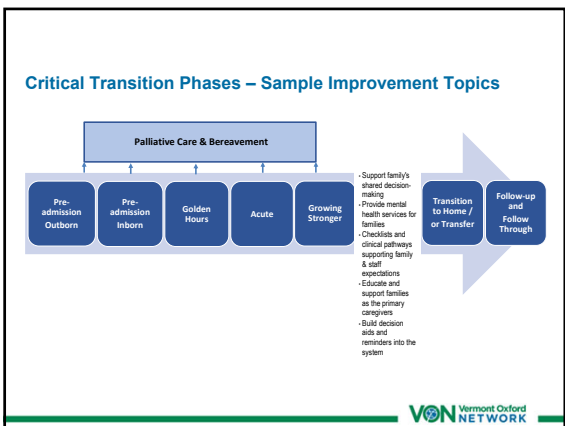 Critical Transition Phases – Sample Improvement Topics
Palliative Care & Bereavement
Pre-
admission
Outborn
Pre-
admission
Inborn
Golden
Hours
Acute
Growing
Stronger
- Support family's
shared decision-
making
- Provide mental
health services for
families
- Checklists and
clinical pathways
supporting family
& staff
expectations
- Educate and
support families
as the primary
caregivers
- Build decision
aids and
reminders into the
system
Transition
to Home /
or Transfer
Follow-up
and
Follow
Through
VON Vermont Oxford
NETWORK